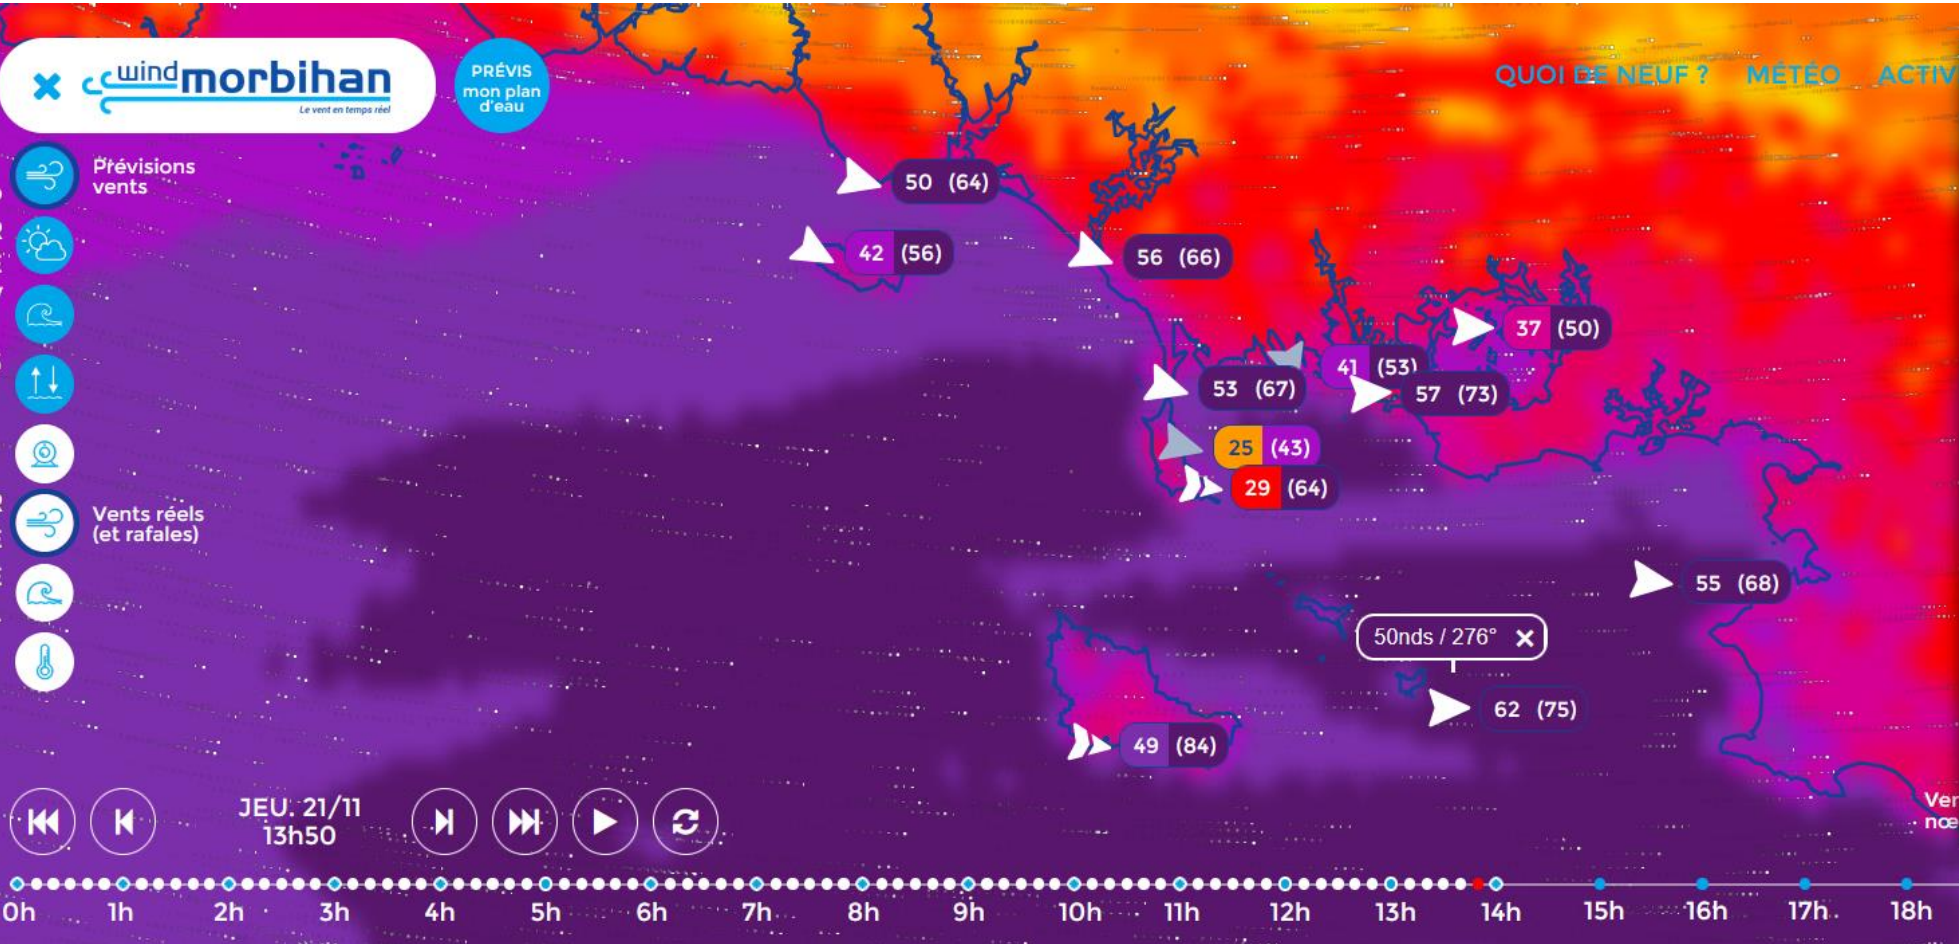 windmorbihan
Le vent en temps réel
PRÉVIS
mon plan
d'eau
QUOI DE NEUF ? MÉTÉO ACTIV
Prévisions
vents
50 (64)
42 (56)
56 (66)
37 (50)
41 (53)
53 (67)
57 (73)
25 (43)
29 (64)
Vents réels
(et rafales)
55 (68)
50nds / 276°
62 (75)
49 (84)
JEU. 21/11
13h50
Ver
nœ
0h 1h 2h 3h 4h 5h 6h 7h 8h 9h 10h 11h 12h 13h 14h 15h 16h 17h 18h